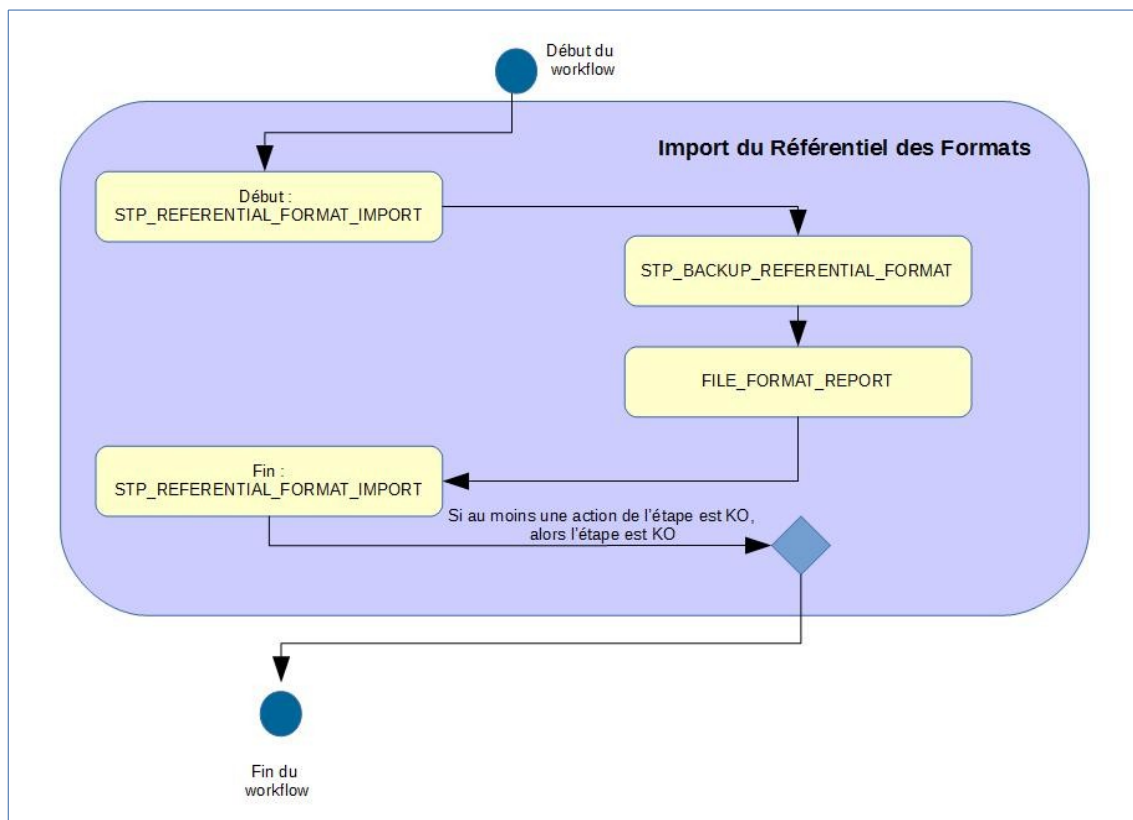 Début du
workflow
Import du Référentiel des Formats
Début :
STP_REFERENTIAL_FORMAT_IMPORT
STP_BACKUP_REFERENTIAL_FORMAT
FILE_FORMAT_REPORT
Fin :
STP_REFERENTIAL_FORMAT_IMPORT
Si au moins une action de l'étape est KO,
alors l'étape est KO
Fin du
workflow